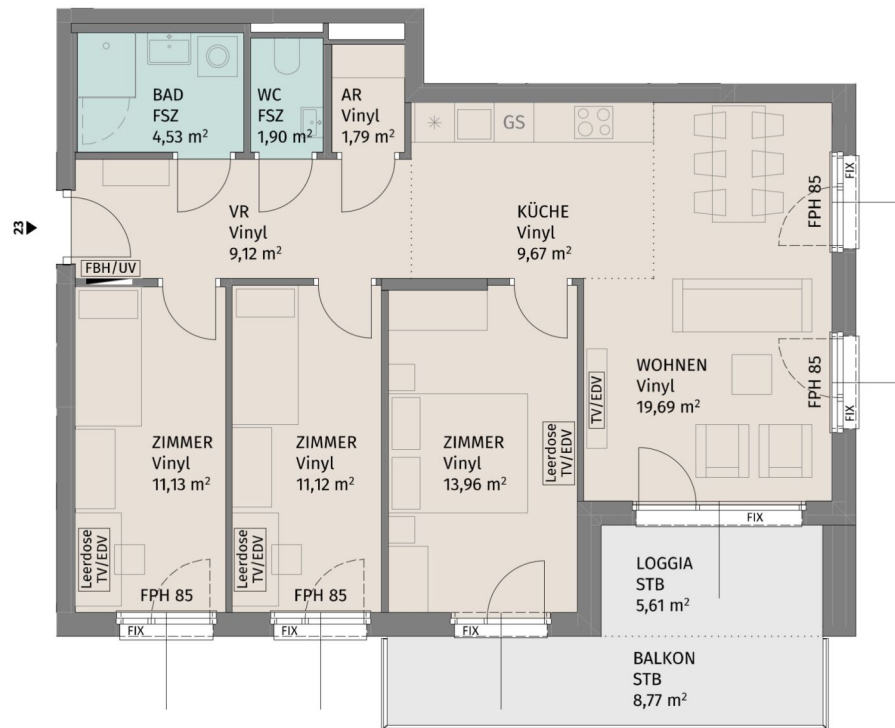 BAD
FSZ
4,53 m²
WC
FSZ
1,90 m²
AR
Vinyl
1,79 m²
GS
FIX
FPH 85
23
VR
Vinyl
9,12 m²
KÜCHE
Vinyl
9,67 m²
FBH/UV
WOHNEN
Vinyl
19,69 m²
TV/EDV
FPH 85
FIX
ZIMMER
Vinyl
11,13 m²
ZIMMER
Vinyl
11,12 m²
ZIMMER
Vinyl
13,96 m²
Leerdose
TV/EDV
Leerdose
TV/EDV
Leerdose
TV/EDV
FPH 85
FPH 85
FIX
FIX
FIX
FIX
LOGGIA
STB
5,61 m²
BALKON
STB
8,77 m²